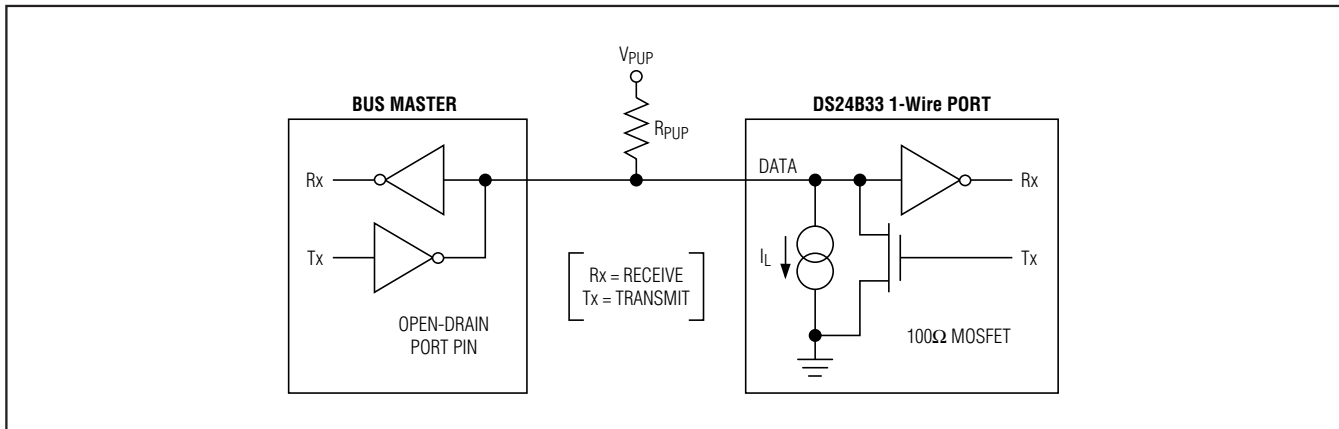 VPUP
BUS MASTER
DS24B33 1-Wire PORT
RPUP
Rx
DATA
Rx
Tx
IL
Tx
Rx = RECEIVE
Tx = TRANSMIT
OPEN-DRAIN
PORT PIN
100Ω MOSFET